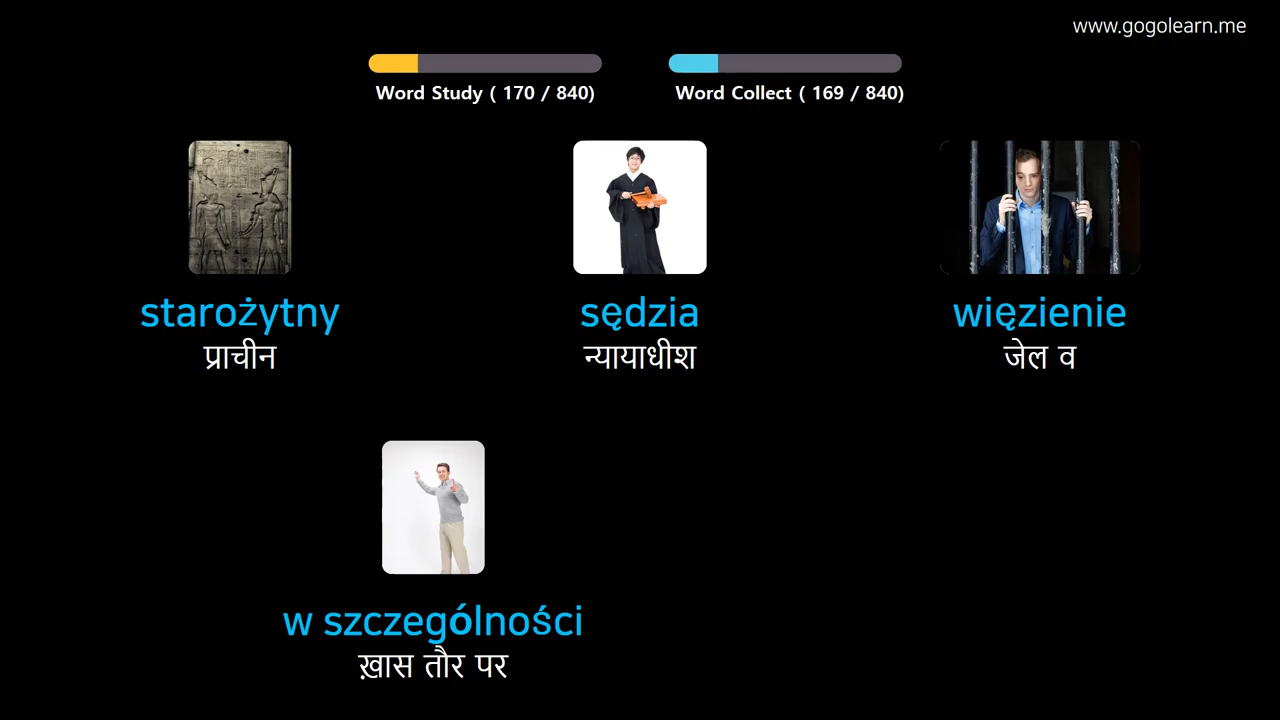 www.gogolearn.me
Word Study ( 170 / 840)
Word Collect ( 169 / 840)
starożytny
प्राचीन
sędzia
न्यायाधीश
więzienie
जेल व
w szczególności
ख़ास तौर पर